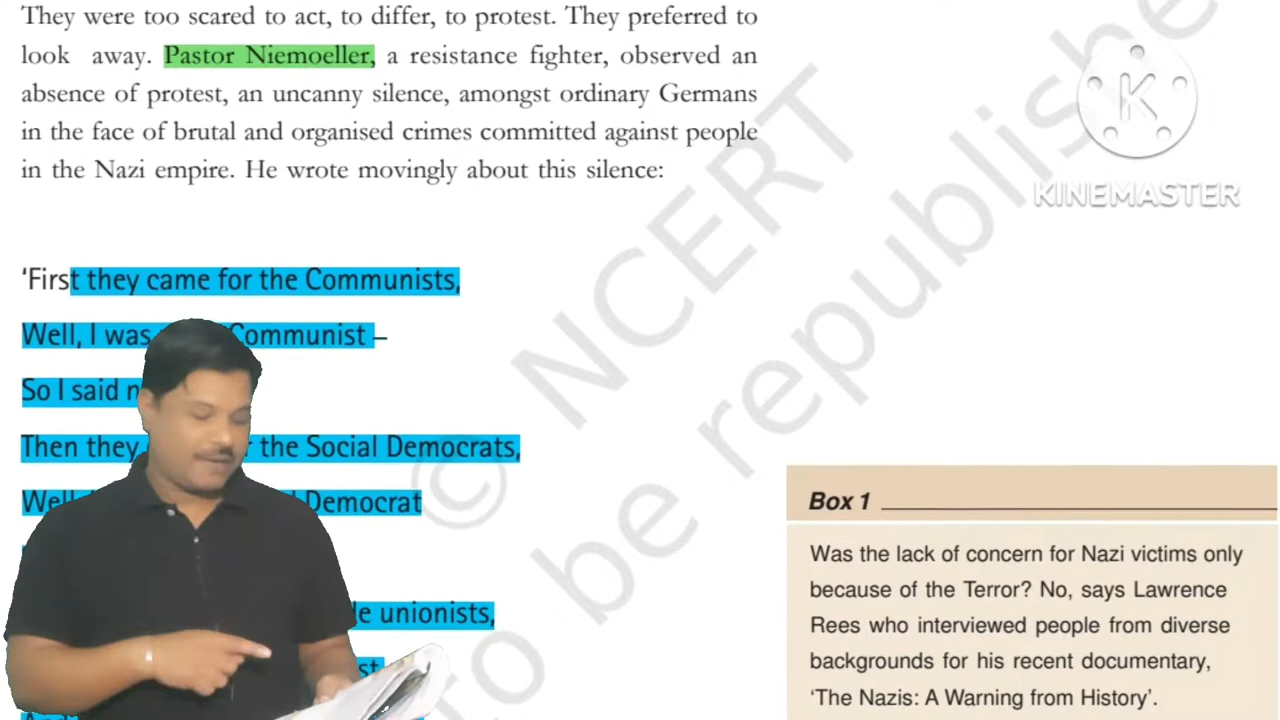 They were too scared to act, to differ, to protest. They preferred to
look away. Pastor Niemoeller, a resistance fighter, observed an
absence of protest, an uncanny silence, amongst ordinary Germans
in the face of brutal and organised crimes committed against people
in the Nazi empire. He wrote movingly about this silence:
'First they came for the Communists,
Well, I was Communist –
So I said
Then they the Social Democrats,
Democrat
unionists,
Box 1
Was the lack of concern for Nazi victims only
because of the Terror? No, says Lawrence
Rees who interviewed people from diverse
backgrounds for his recent documentary,
'The Nazis: A Warning from History'.
© NCERT
to be republishe
K
KINEMASTER